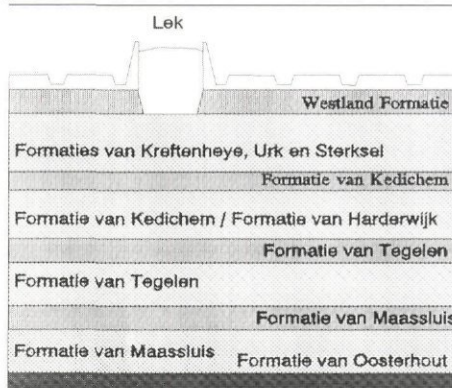 Lek
Westland Formatie
Formaties van Kreftenheye, Urk en Sterksel
Formatie van Kedichem
Formatie van Kedichem / Formatie van Harderwijk
Formatie van Tegelen
Formatie van Tegelen
Formatie van Maassluis
Formatie van Maassluis
Formatie van Oosterhout